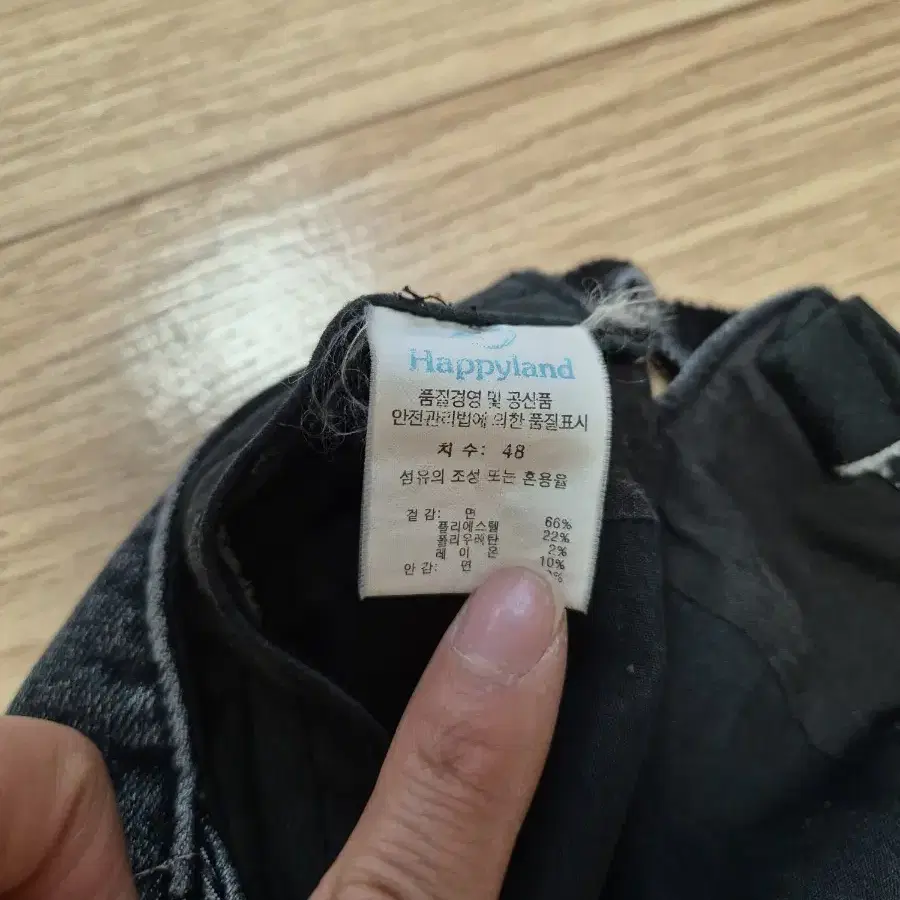 Happyland
품질경영 및 공산품
안전관리법에 의한 품질표시
치 수: 48
섬유의 조성 또는 혼용율
겉 감: 면 66%
폴리에스텔 22%
폴리우레탄 2%
레 이 온 10%
안 감: 면